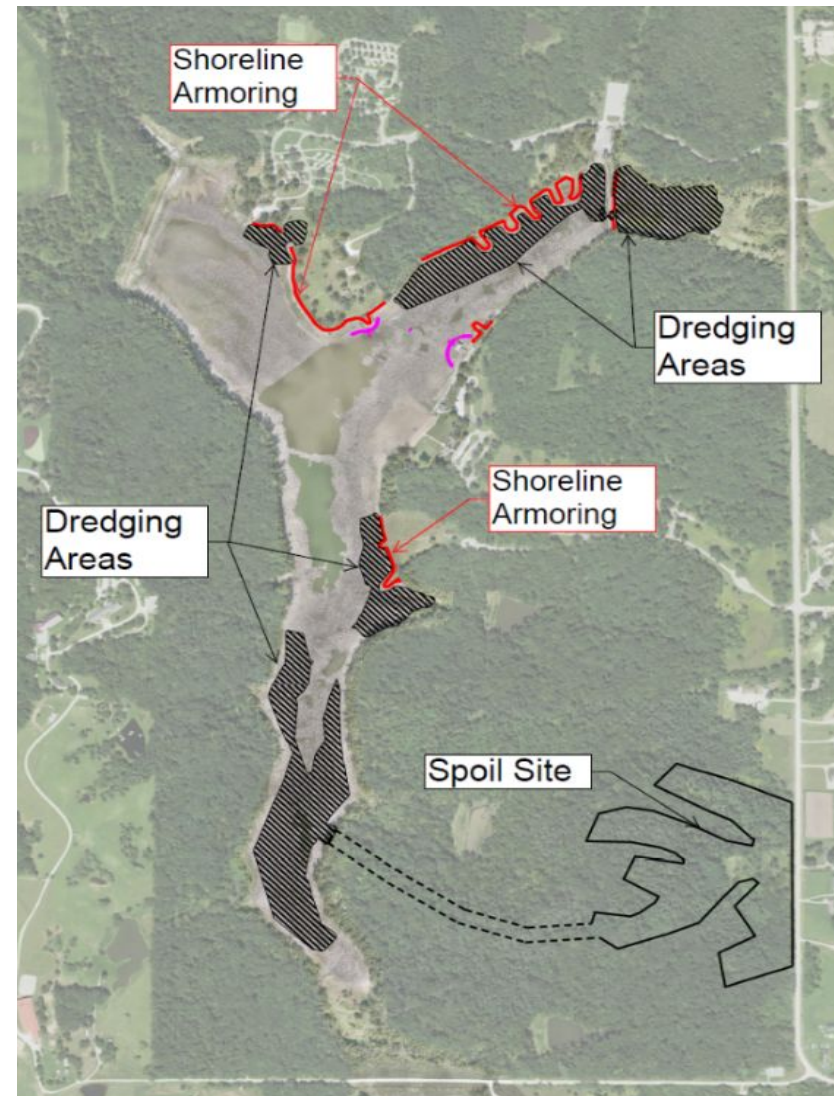 Shoreline
Armoring
Dredging
Areas
Shoreline
Armoring
Dredging
Areas
Spoil Site